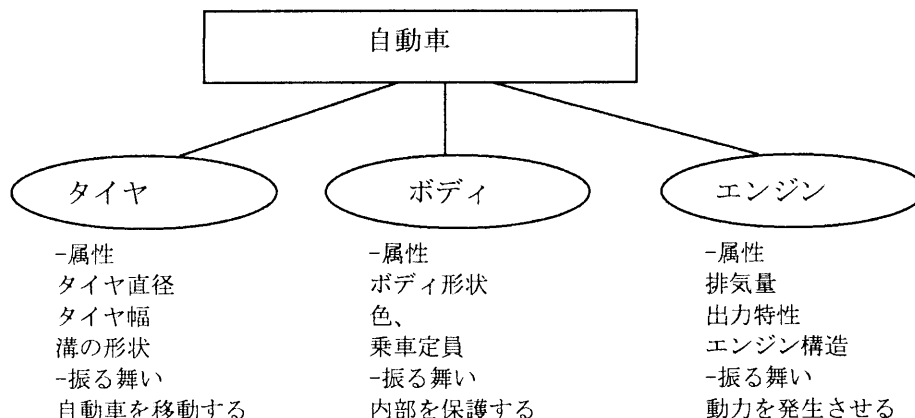 自動車
タイヤ
ボディ
エンジン
-属性
タイヤ直径
タイヤ幅
溝の形状
-振る舞い
自動車を移動する
-属性
ボディ形状
色、
乗車定員
-振る舞い
内部を保護する
-属性
排気量
出力特性
エンジン構造
-振る舞い
動力を発生させる